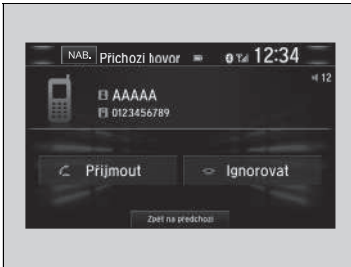 NAB. Příchozí hovor 12:34
12
AAAAA
0123456789
Přijmout Ignorovat
Zpět na předchozí